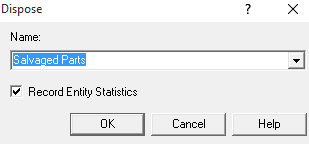 Dispose ?
Name:
Salvaged Parts
Record Entity Statistics
OK Cancel Help